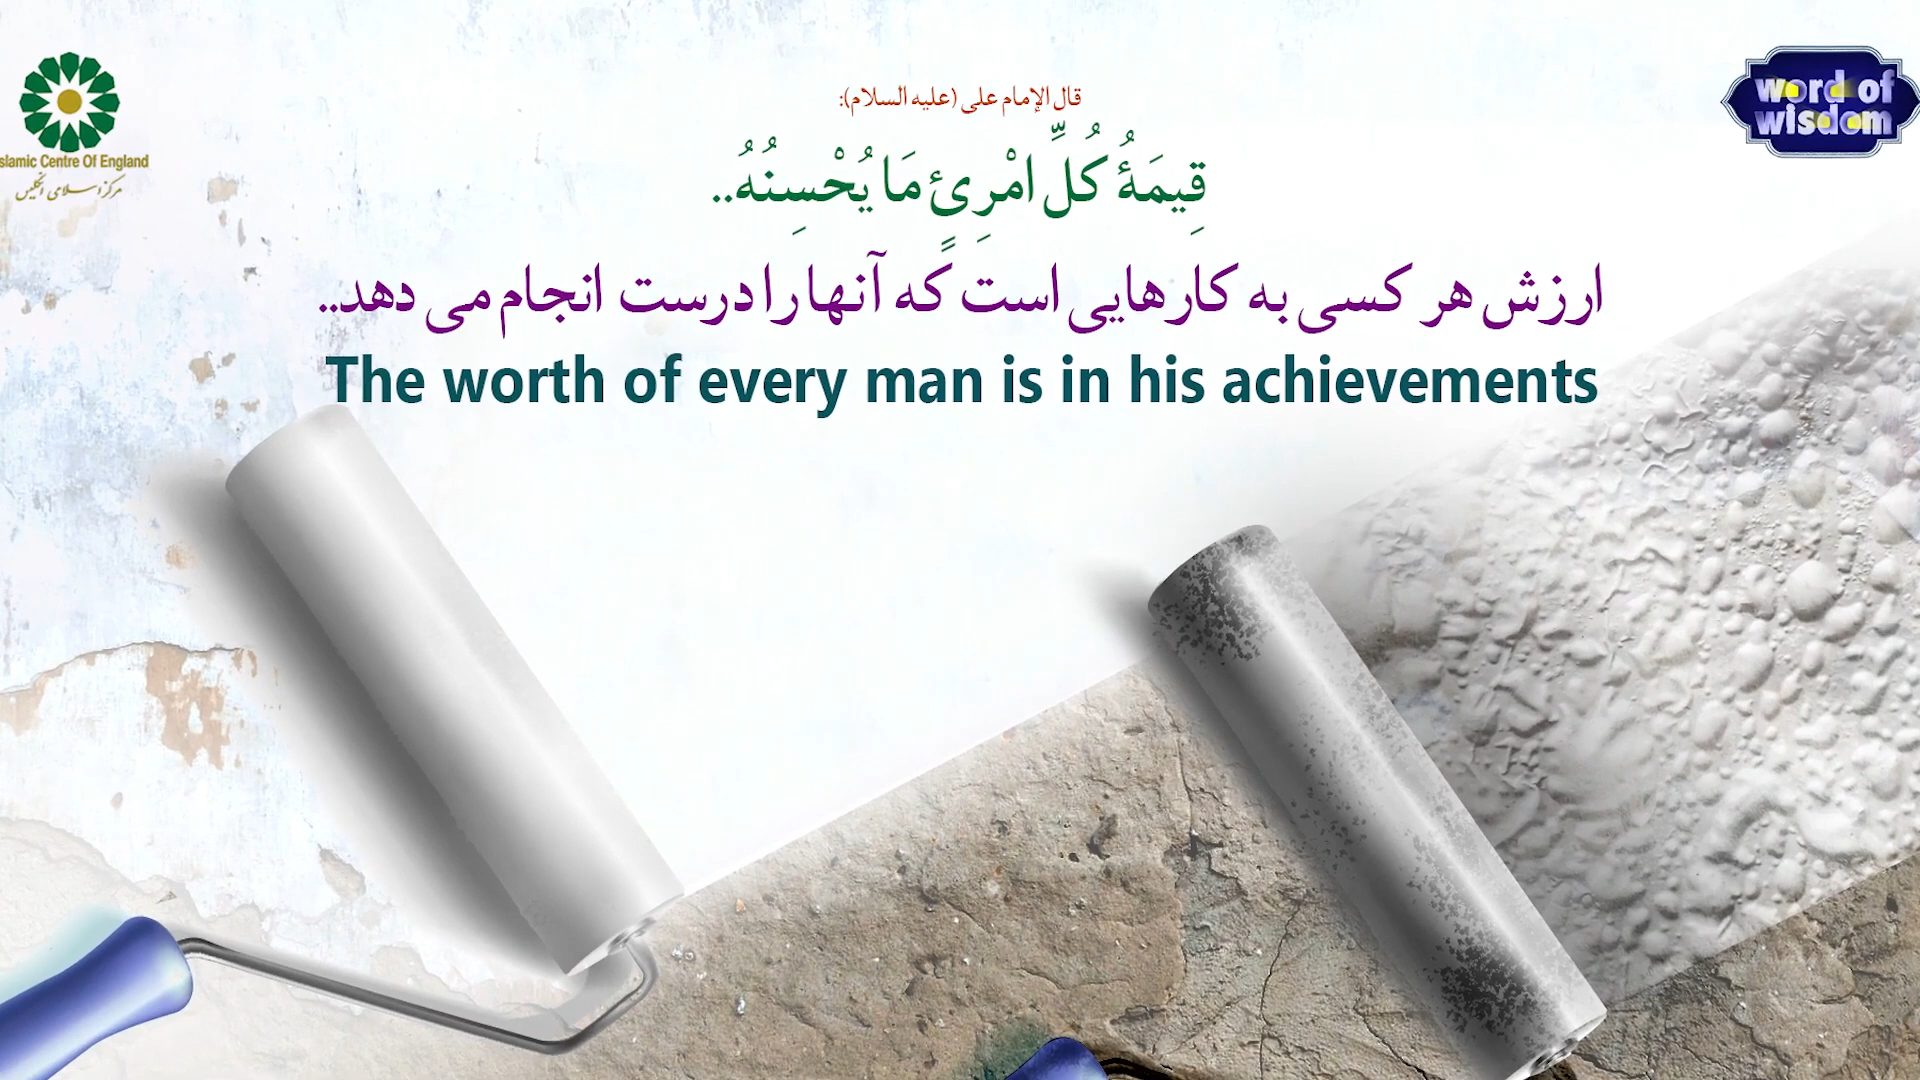 قال الإمام علی (علیه السلام):
قِيمَةُ كُلِّ امْرِئٍ مَا يُحْسِنُهُ..
ارزش هر کسی به کارهایی است که آنها را درست انجام می دهد..
The worth of every man is in his achievements
slamic Centre Of England
مرکز اسلامی انگلیس
word of
wisdom